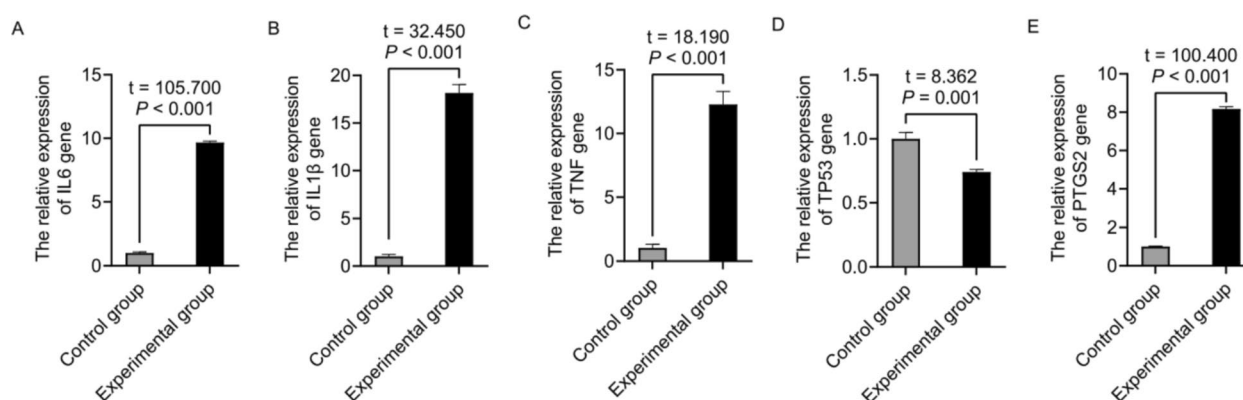 A
t = 105.700
P < 0.001
The relative expression
of IL6 gene
15
10
5
0
Control group
Experimental group
B
t = 32.450
P < 0.001
The relative expression
of IL1β gene
20
15
10
5
0
Control group
Experimental group
C
t = 18.190
P < 0.001
The relative expression
of TNF gene
15
10
5
0
Control group
Experimental group
D
t = 8.362
P = 0.001
The relative expression
of TP53 gene
1.5
1.0
0.5
0.0
Control group
Experimental group
E
t = 100.400
P < 0.001
The relative expression
of PTGS2 gene
10
8
6
4
2
0
Control group
Experimental group